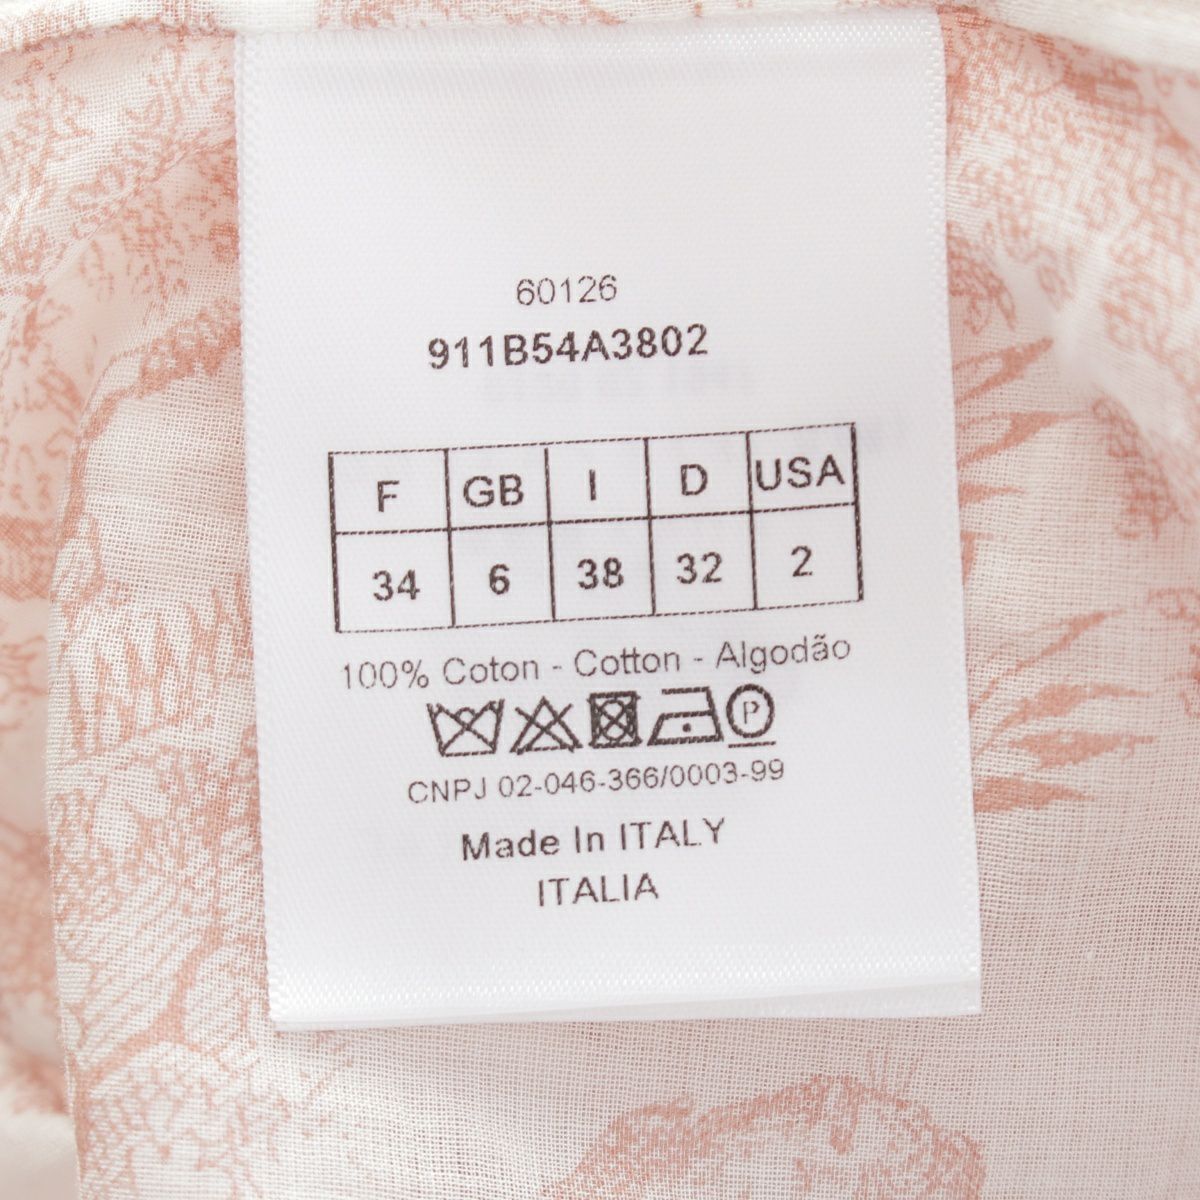 60126
911B54A3802
F GB I D USA
34 6 38 32 2
100% Coton - Cotton - Algodão
P
CNPJ 02-046-366/0003-99
Made In ITALY
ITALIA